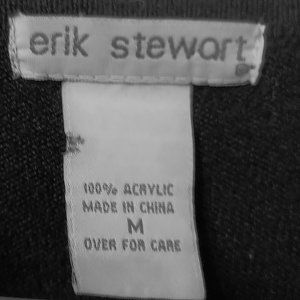 erik stewart
100% ACRYLIC
MADE IN CHINA
M
OVER FOR CARE